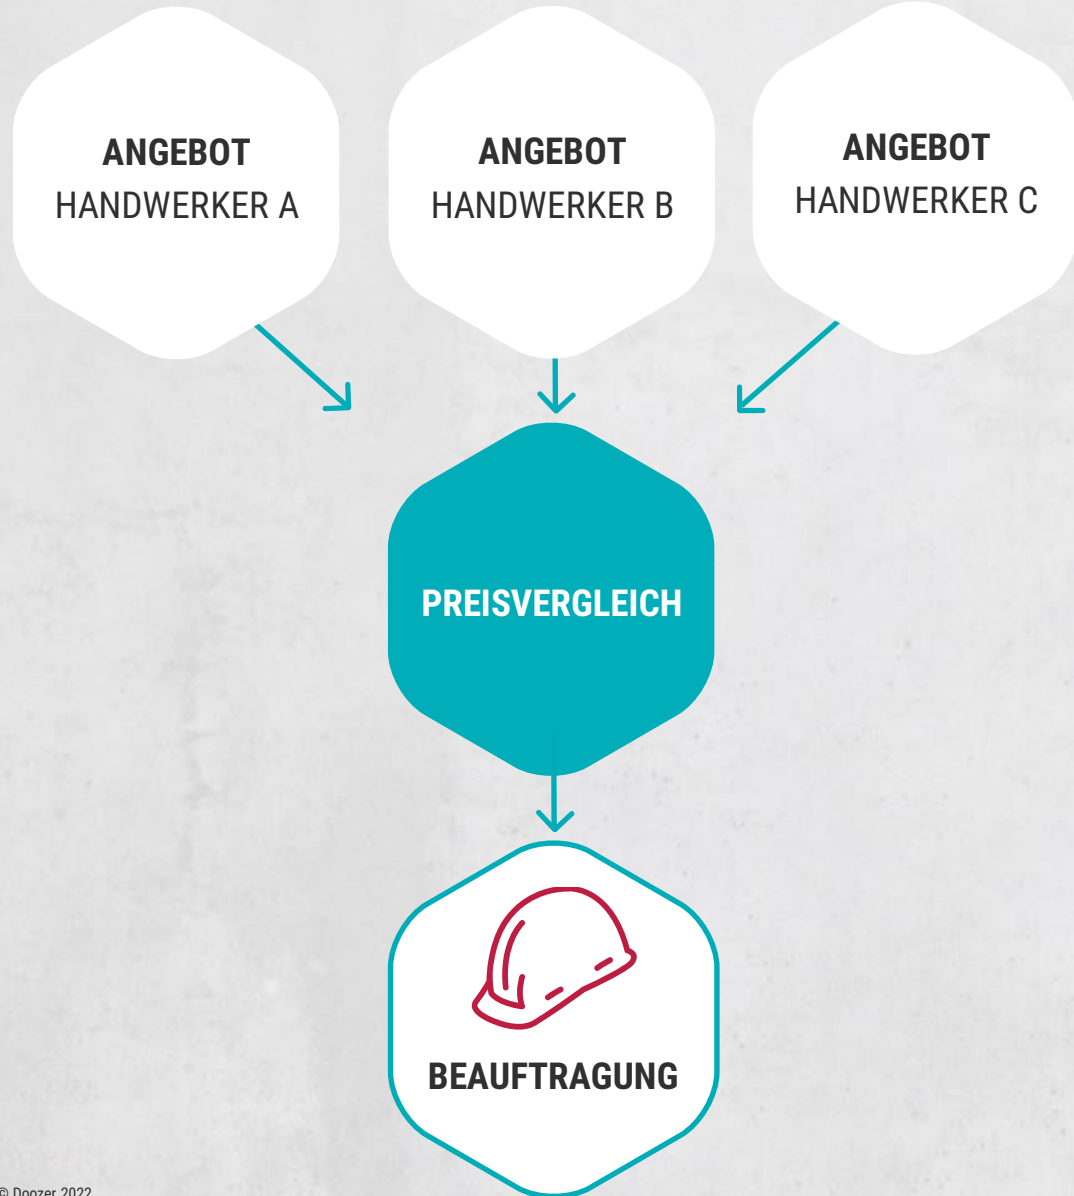 ANGEBOT
HANDWERKER A
ANGEBOT
HANDWERKER B
ANGEBOT
HANDWERKER C
PREISVERGLEICH
BEAUFTRAGUNG
© Doozer 2022